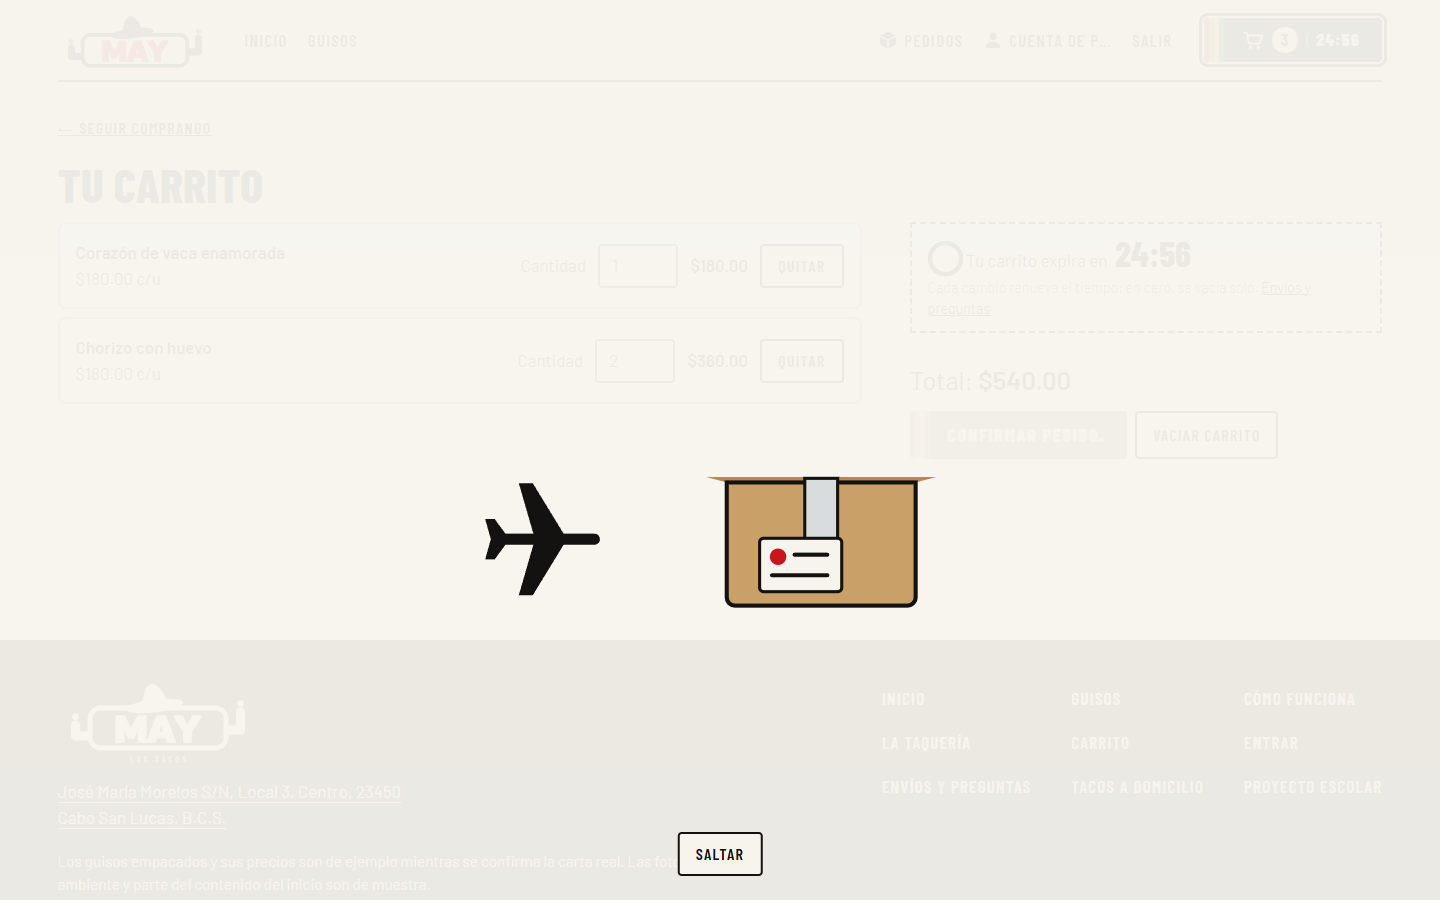 MAY
INICIO
GUISOS
PEDIDOS
CUENTA DE P...
SALIR
3
24:56
← SEGUIR COMPRANDO
TU CARRITO
Corazón de vaca enamorada
$180.00 c/u
Cantidad
1
$180.00
QUITAR
Chorizo con huevo
$180.00 c/u
Cantidad
2
$360.00
QUITAR
Tu carrito expira en 24:56
Cada cambio renueva el tiempo; en cero, se vacía solo. Envíos y
preguntas
Total: $540.00
CONFIRMAR PEDIDO.
VACIAR CARRITO
MAY
LOS TACOS
José María Morelos S/N, Local 3, Centro, 23450
Cabo San Lucas, B.C.S.
INICIO
GUISOS
CÓMO FUNCIONA
LA TAQUERÍA
CARRITO
ENTRAR
ENVÍOS Y PREGUNTAS
TACOS A DOMICILIO
PROYECTO ESCOLAR
Los guisos empacados y sus precios son de ejemplo mientras se confirma la carta real. Las
ambiente y parte del contenido del inicio son de muestra.
SALTAR